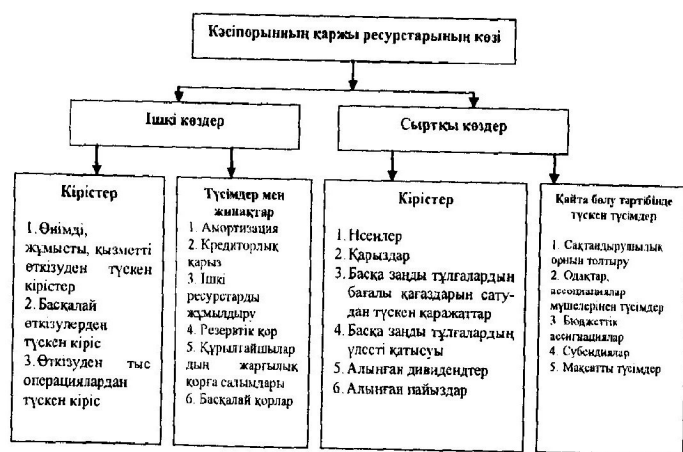 Кәсіпорынның қаржы ресурстарының көзі
Ішкі көздер
Сыртқы көздер
Кірістер
1. Өнімді,
жұмысты, қызметті
өткізуден түскен
кірістер
2. Басқалай
өткізулерден
түскен кіріс
3. Өткізуден тыс
операциялардан
түскен кіріс
Түсімдер мен
жинақтар
1. Амортизация
2. Кредиторлық
қарыз
3. Ішкі
ресурстарды
жұмылдыру
4. Резервтік қор
5. Құрылтайшылар
дың жарғылық
қорға салымдары
6. Басқалай қорлар
Кірістер
1. Несиелер
2. Қарыздар
3. Басқа заңды тұлғалардың
бағалы қағаздарын сату-
дан түскен қаражаттар
4. Басқа заңды тұлғалардың
үлесті қатысуы
5. Алынған дивидендтер
6. Алынған пайыздар
Қайта бөлу тәртібінде
түскен түсімдер
1. Сақтандырушылық
орнын толтыру
2. Одақтар,
ассоциациялар
мүшелерінен түсімдер
3. Бюджеттік
ассигнациялар
4. Субсидиялар
5. Мақсатты түсімдер